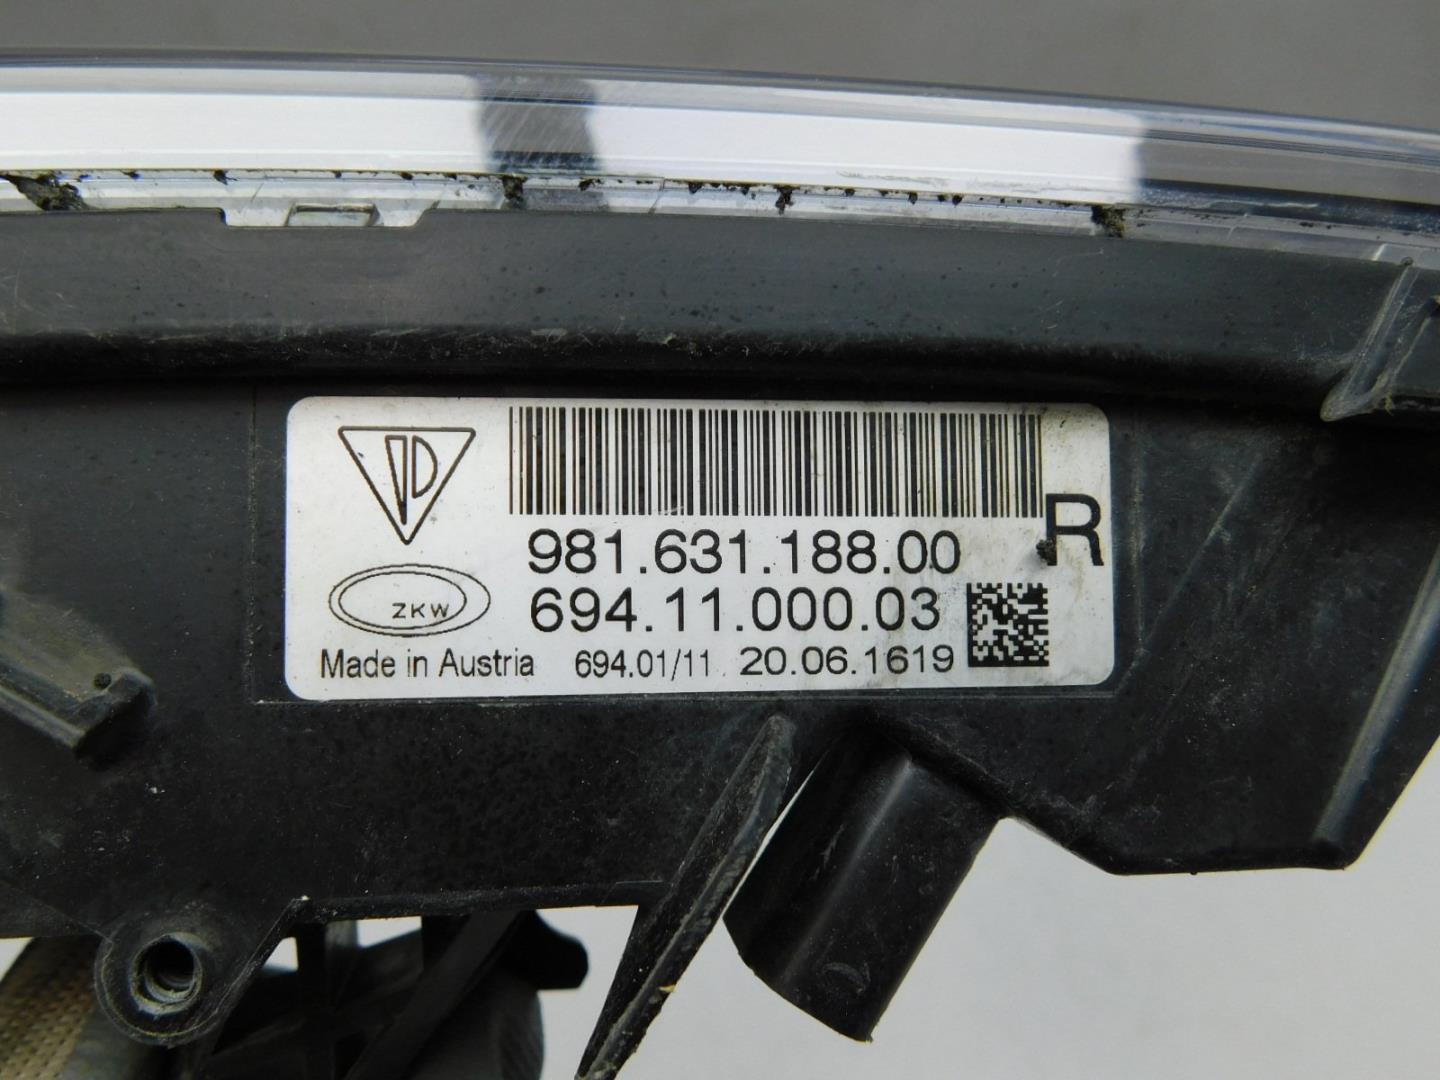 981.631.188.00
R
694.11.000.03
ZKW
Made in Austria 694.01/11 20.06.1619